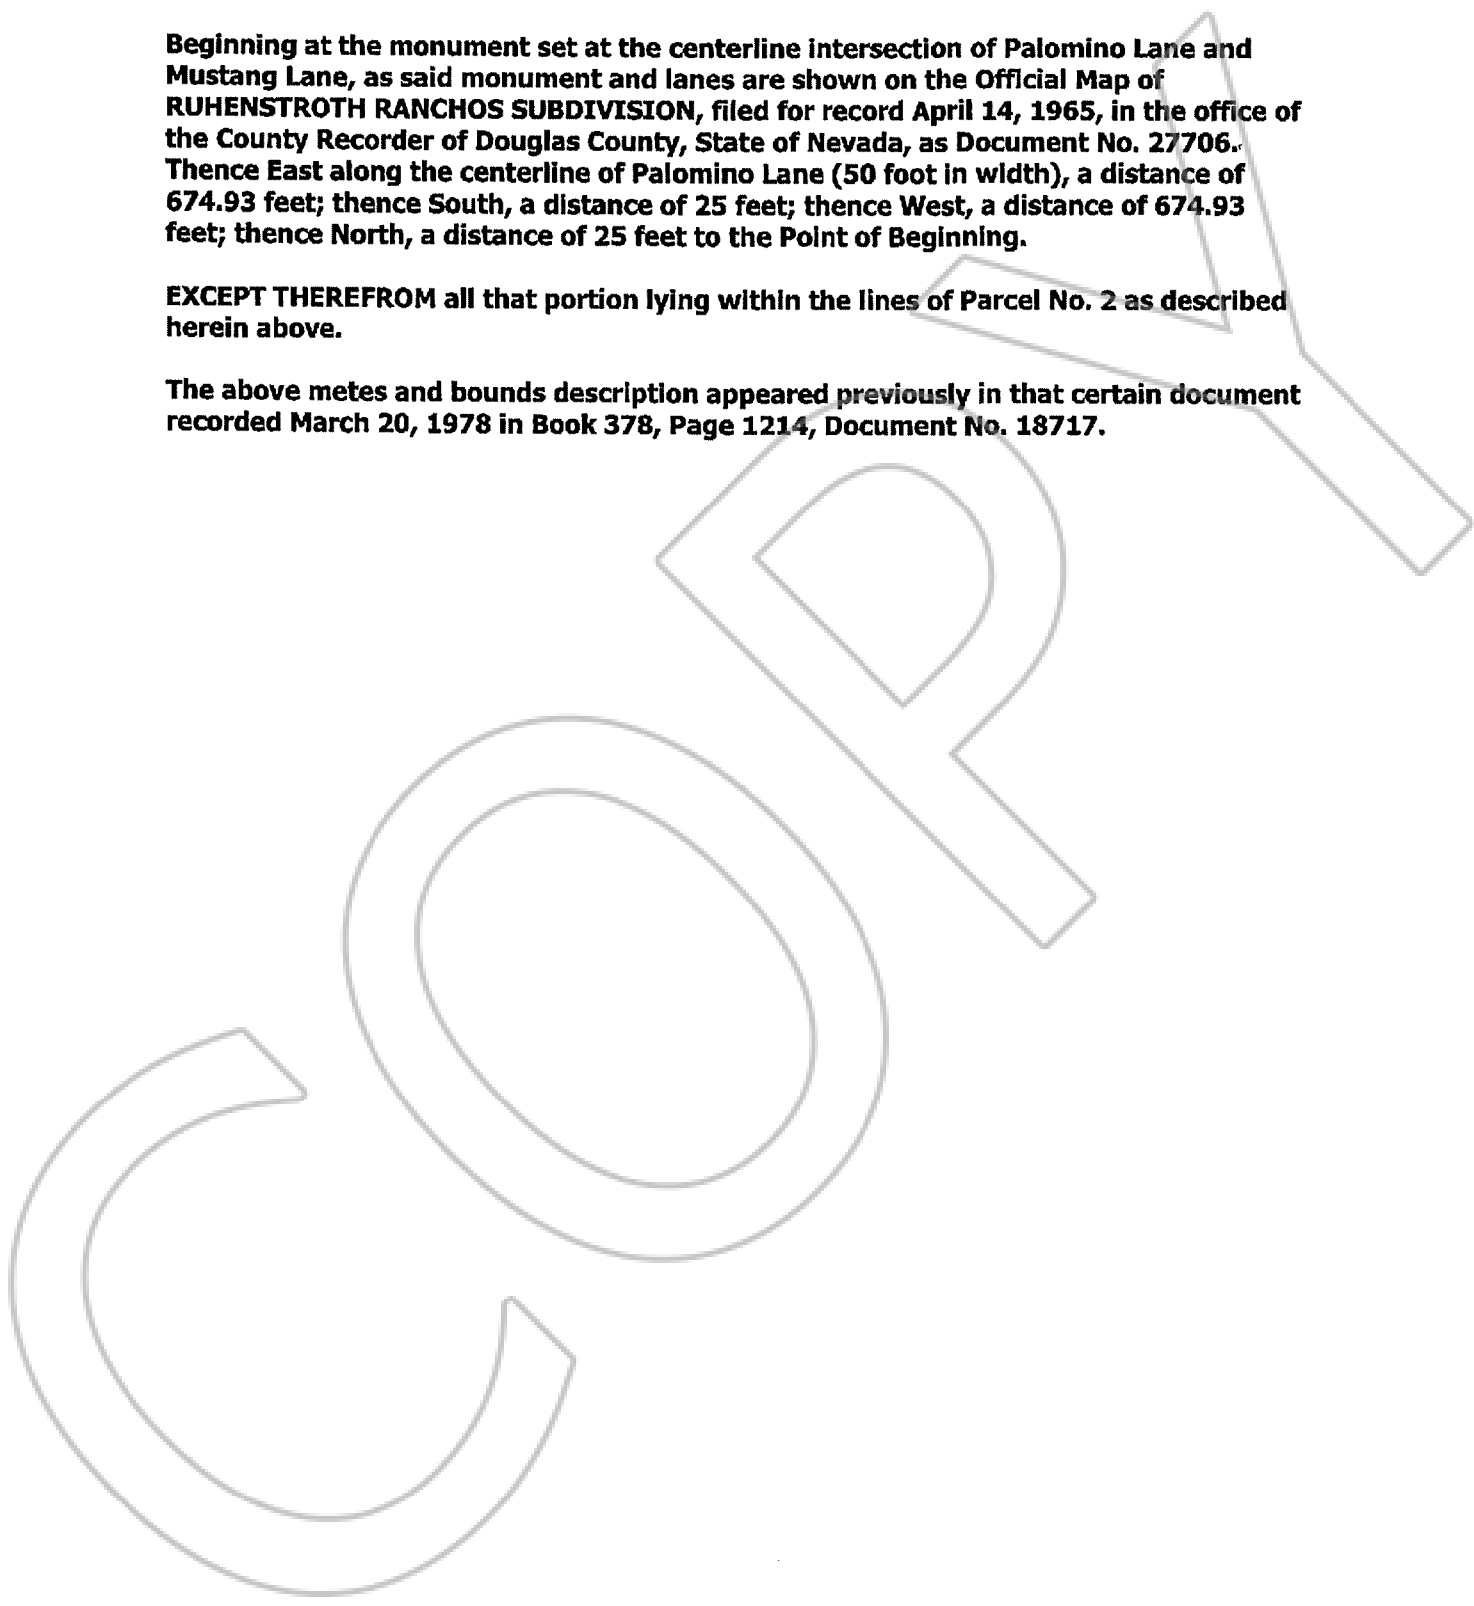 Beginning at the monument set at the centerline intersection of Palomino Lane and
Mustang Lane, as said monument and lanes are shown on the Official Map of
RUHENSTROTH RANCHOS SUBDIVISION, filed for record April 14, 1965, in the office of
the County Recorder of Douglas County, State of Nevada, as Document No. 27706.
Thence East along the centerline of Palomino Lane (50 foot in width), a distance of
674.93 feet; thence South, a distance of 25 feet; thence West, a distance of 674.93
feet; thence North, a distance of 25 feet to the Point of Beginning.
EXCEPT THEREFROM all that portion lying within the lines of Parcel No. 2 as described
herein above.
The above metes and bounds description appeared previously in that certain document
recorded March 20, 1978 in Book 378, Page 1214, Document No. 18717.
COPY